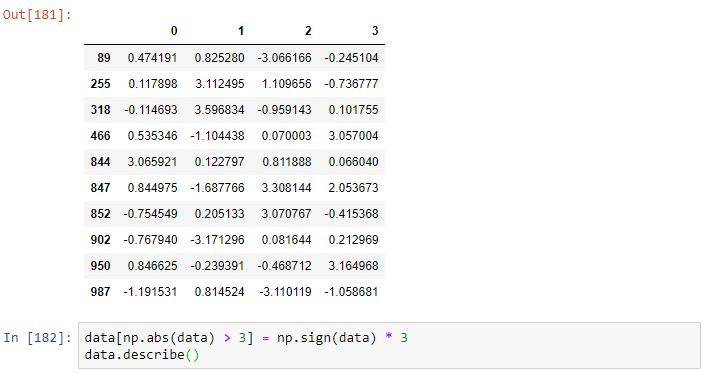 Out[181]:
0 1 2 3
89 0.474191 0.825280 -3.066166 -0.245104
255 0.117898 3.112495 1.109656 -0.736777
318 -0.114693 3.596834 -0.959143 0.101755
466 0.535346 -1.104438 0.070003 3.057004
844 3.065921 0.122797 0.811888 0.066040
847 0.844975 -1.687766 3.308144 2.053673
852 -0.754549 0.205133 3.070767 -0.415368
902 -0.767940 -3.171296 0.081644 0.212969
950 0.846625 -0.239391 -0.468712 3.164968
987 -1.191531 0.814524 -3.110119 -1.058681
In [182]: data[np.abs(data) > 3] = np.sign(data) * 3
data.describe()